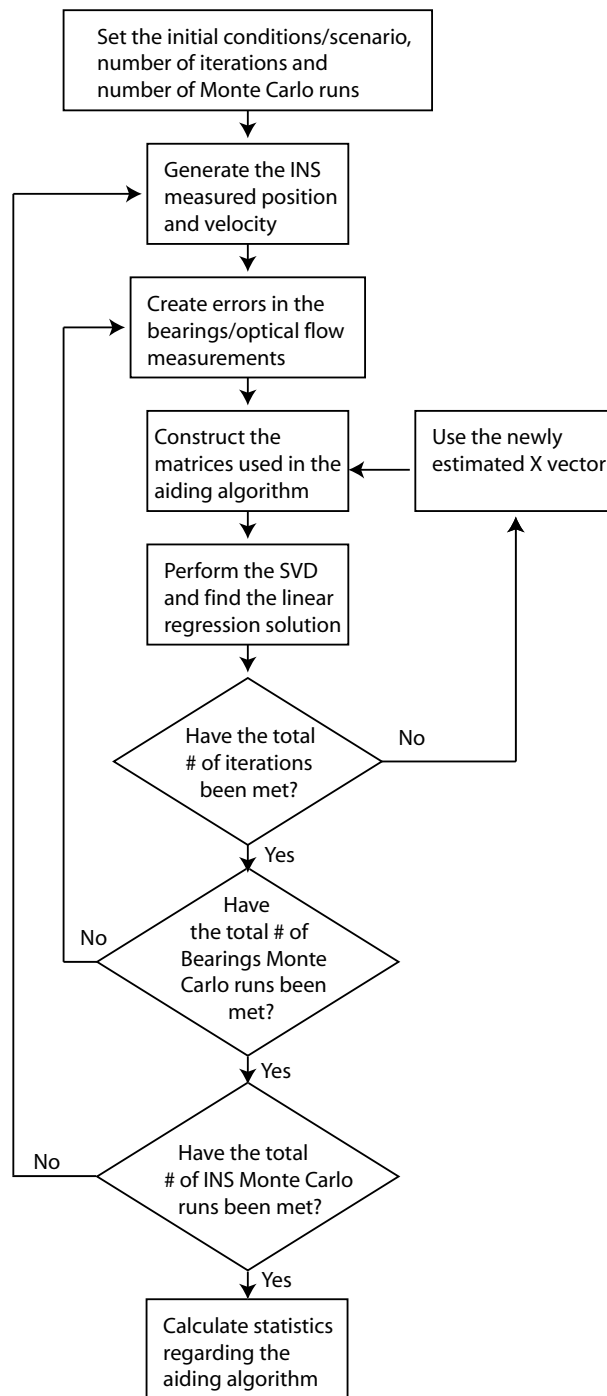 Set the initial conditions/scenario,
number of iterations and
number of Monte Carlo runs
Generate the INS
measured position
and velocity
Create errors in the
bearings/optical flow
measurements
Construct the
matrices used in the
aiding algorithm
Use the newly
estimated X vector
Perform the SVD
and find the linear
regression solution
Have the total
# of iterations
been met?
No
Yes
Have
the total # of
Bearings Monte
Carlo runs been
met?
No
Yes
Have the total
# of INS Monte Carlo
runs been met?
No
Yes
Calculate statistics
regarding the
aiding algorithm